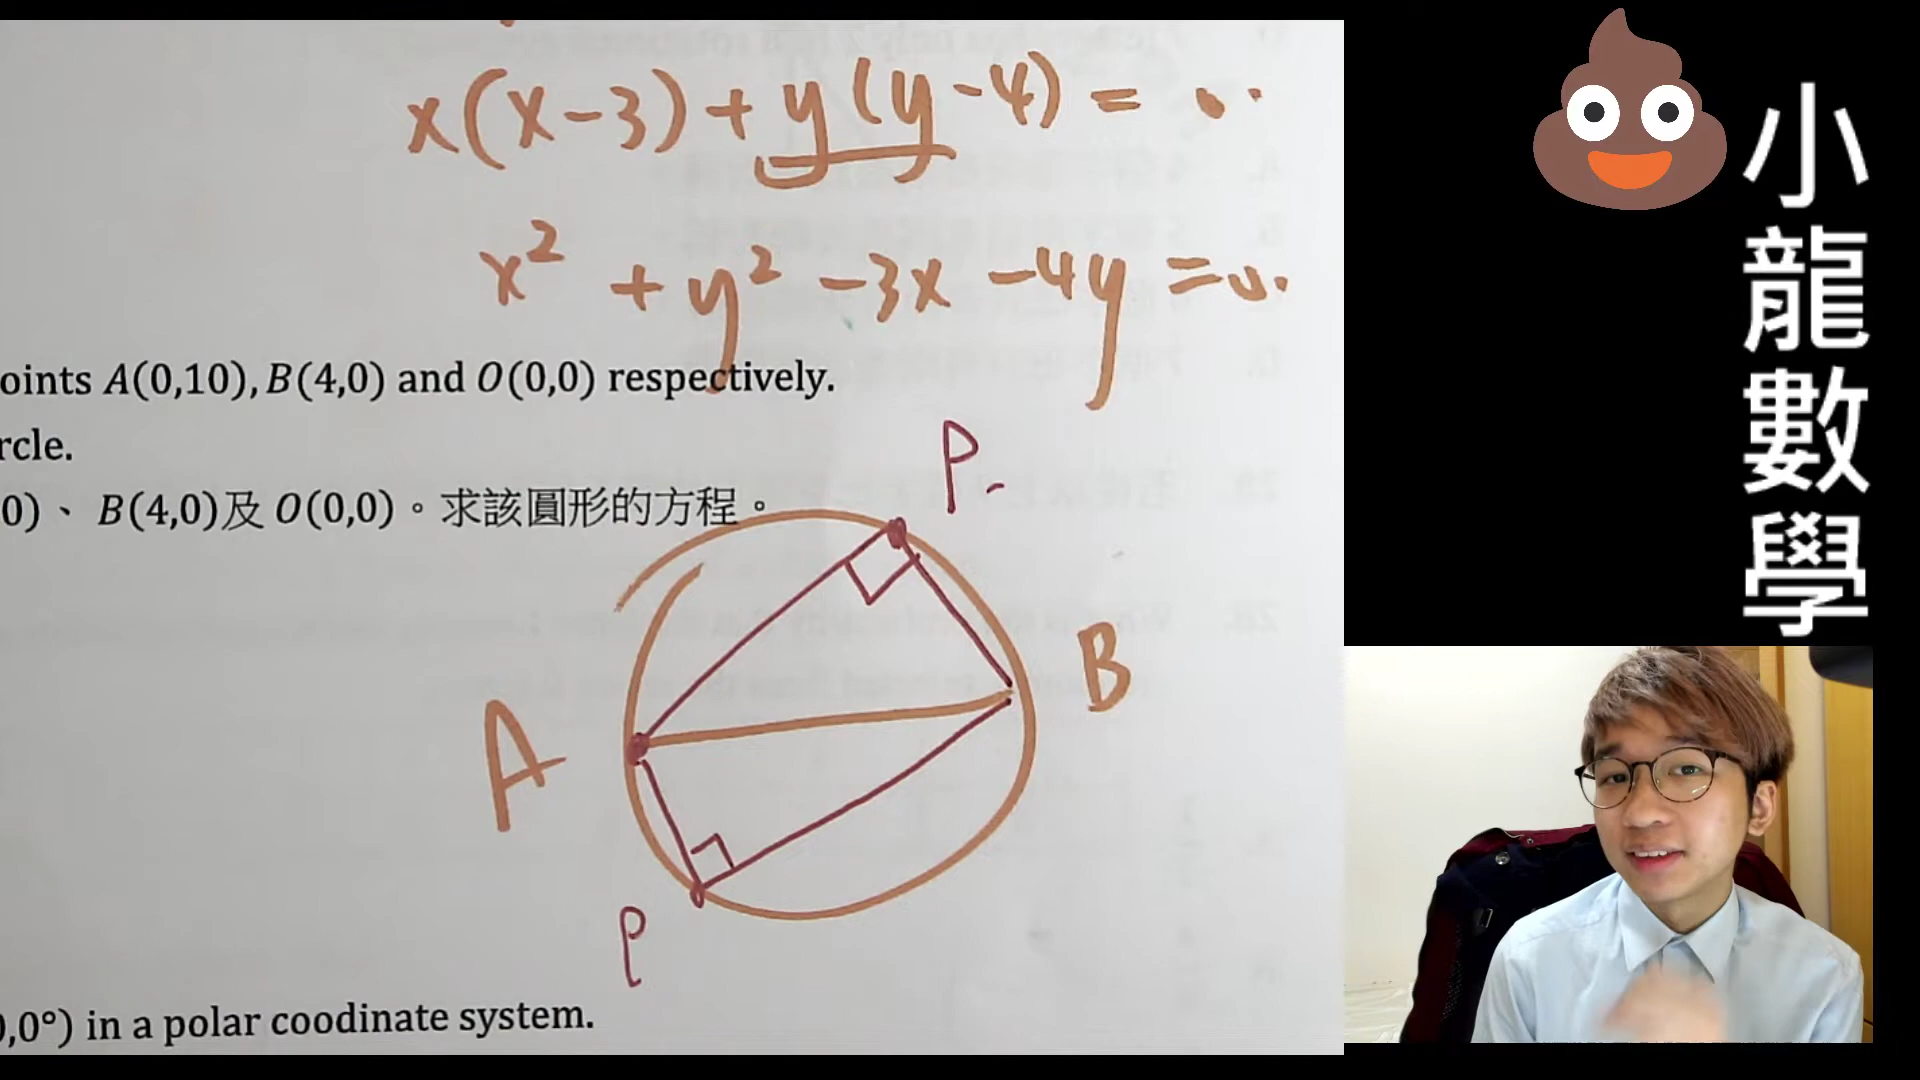 x(x-3)+y(y-4)=0.
x² + y² -3x -4y =0.
oints A(0,10), B(4,0) and O(0,0) respectively.
rcle.
0)、 B(4,0)及 O(0,0)。求該圓形的方程。
P.
B
A
P
,0°) in a polar coodinate system.
小龍數學